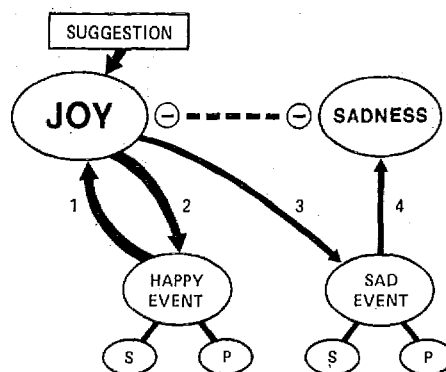 SUGGESTION
JOY
−
−
SADNESS
1
2
3
4
HAPPY
EVENT
SAD
EVENT
S
P
S
P